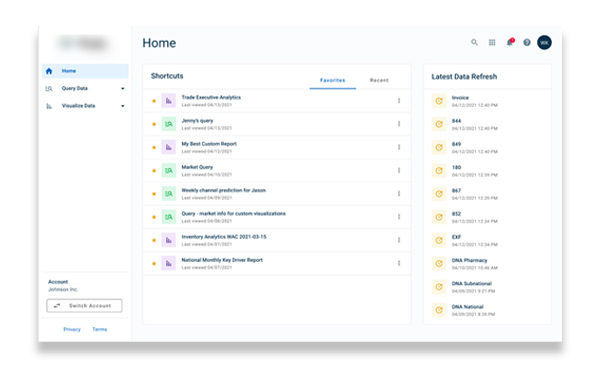 Home
WK
Home
Query Data
Visualize Data
Account
Johnson Inc.
Switch Account
Privacy
Terms
Shortcuts
Favorites
Recent
Trade Executive Analytics
Last viewed 04/13/2021
Jenny's query
Last viewed 04/13/2021
My Best Custom Report
Last viewed 04/12/2021
Market Query
Last viewed 04/10/2021
Weekly channel prediction for Jason
Last viewed 04/09/2021
Query - market info for custom visualizations
Last viewed 04/08/2021
Inventory Analytics WAC 2021-03-15
Last viewed 04/07/2021
National Monthly Key Driver Report
Last viewed 04/07/2021
Latest Data Refresh
Invoice
04/12/2021 12:40 PM
844
04/12/2021 12:40 PM
849
04/12/2021 12:40 PM
180
04/12/2021 12:39 PM
867
04/12/2021 12:39 PM
852
04/12/2021 12:34 PM
EXF
04/12/2021 12:34 PM
DNA Pharmacy
04/10/2021 10:46 AM
DNA Subnational
04/09/2021 9:21 PM
DNA National
04/09/2021 8:35 PM